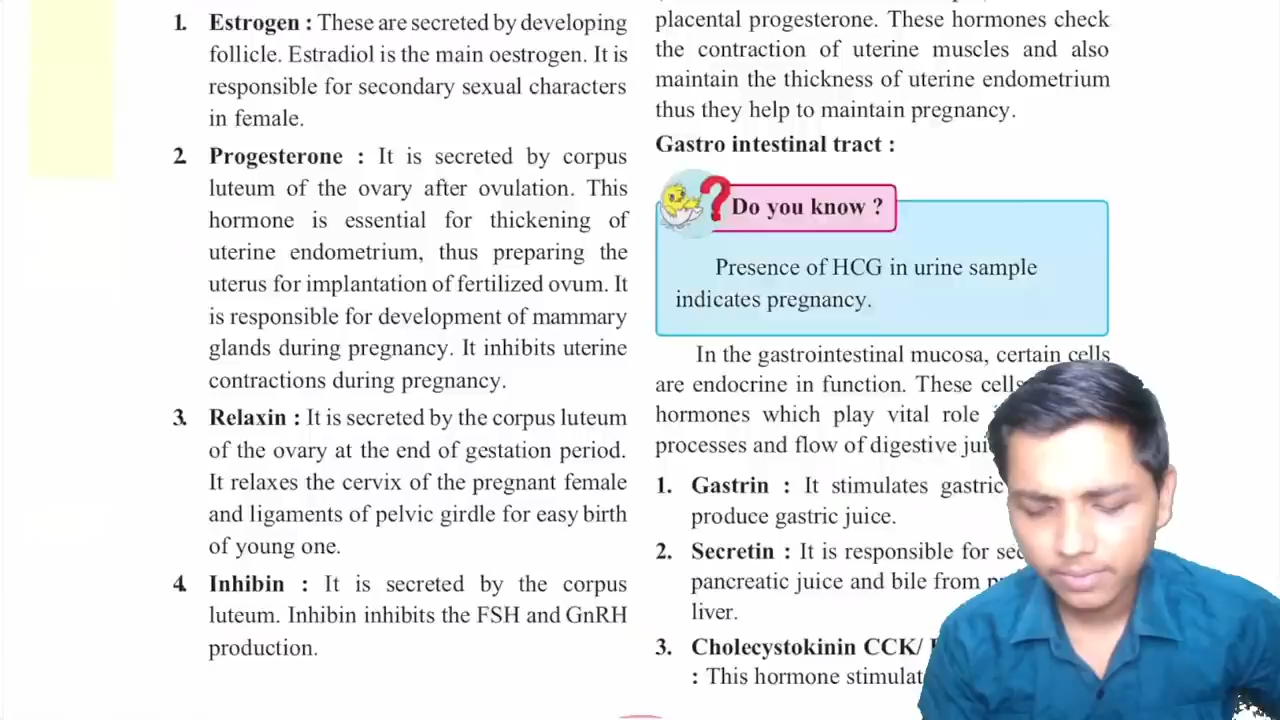 1. Estrogen : These are secreted by developing
follicle. Estradiol is the main oestrogen. It is
responsible for secondary sexual characters
in female.
2. Progesterone : It is secreted by corpus
luteum of the ovary after ovulation. This
hormone is essential for thickening of
uterine endometrium, thus preparing the
uterus for implantation of fertilized ovum. It
is responsible for development of mammary
glands during pregnancy. It inhibits uterine
contractions during pregnancy.
3. Relaxin : It is secreted by the corpus luteum
of the ovary at the end of gestation period.
It relaxes the cervix of the pregnant female
and ligaments of pelvic girdle for easy birth
of young one.
4. Inhibin : It is secreted by the corpus
luteum. Inhibin inhibits the FSH and GnRH
production.
placental progesterone. These hormones check
the contraction of uterine muscles and also
maintain the thickness of uterine endometrium
thus they help to maintain pregnancy.
Gastro intestinal tract :
Do you know ?
Presence of HCG in urine sample
indicates pregnancy.
In the gastrointestinal mucosa, certain cells
are endocrine in function. These cells
hormones which play vital role
processes and flow of digestive
1. Gastrin : It stimulates gastric
produce gastric juice.
2. Secretin : It is responsible for
pancreatic juice and bile from
liver.
3. Cholecystokinin CCK/
: This hormone